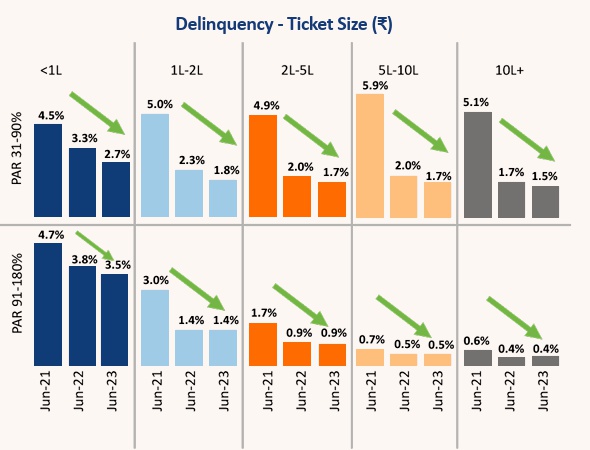 Delinquency - Ticket Size (₹)
<1L
1L-2L
2L-5L
5L-10L
10L+
PAR 31-90%
4.5%
3.3%
2.7%
5.0%
2.3%
1.8%
4.9%
2.0%
1.7%
5.9%
2.0%
1.7%
5.1%
1.7%
1.5%
PAR 91-180%
4.7%
3.8%
3.5%
3.0%
1.4%
1.4%
1.7%
0.9%
0.9%
0.7%
0.5%
0.5%
0.6%
0.4%
0.4%
Jun-21
Jun-22
Jun-23
Jun-21
Jun-22
Jun-23
Jun-21
Jun-22
Jun-23
Jun-21
Jun-22
Jun-23
Jun-21
Jun-22
Jun-23